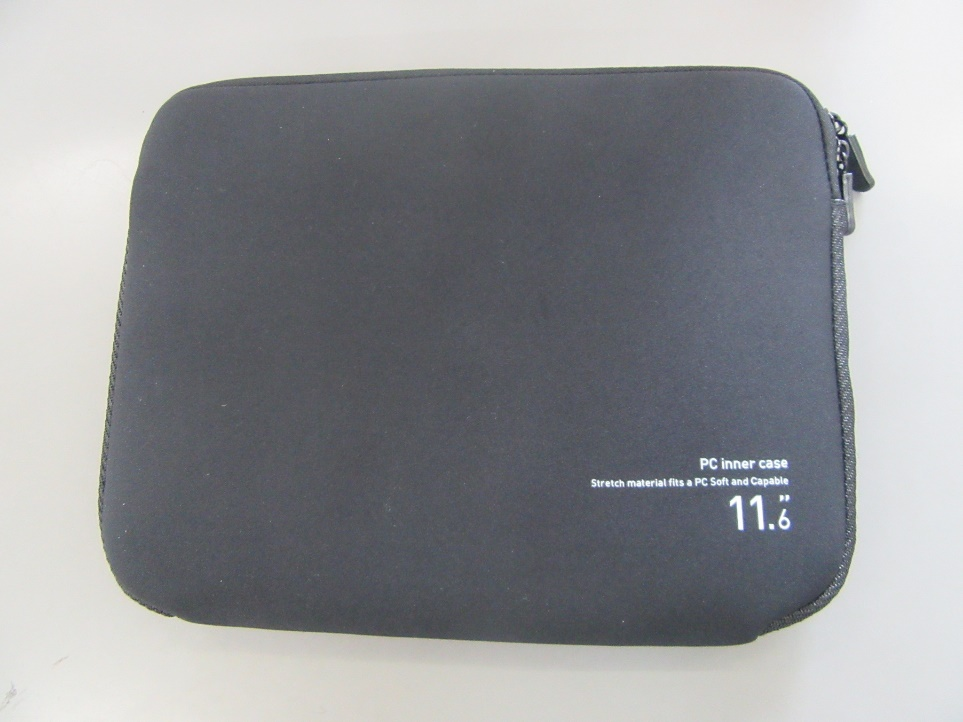 PC inner case
Stretch material fits a PC Soft and Capable
11.6"